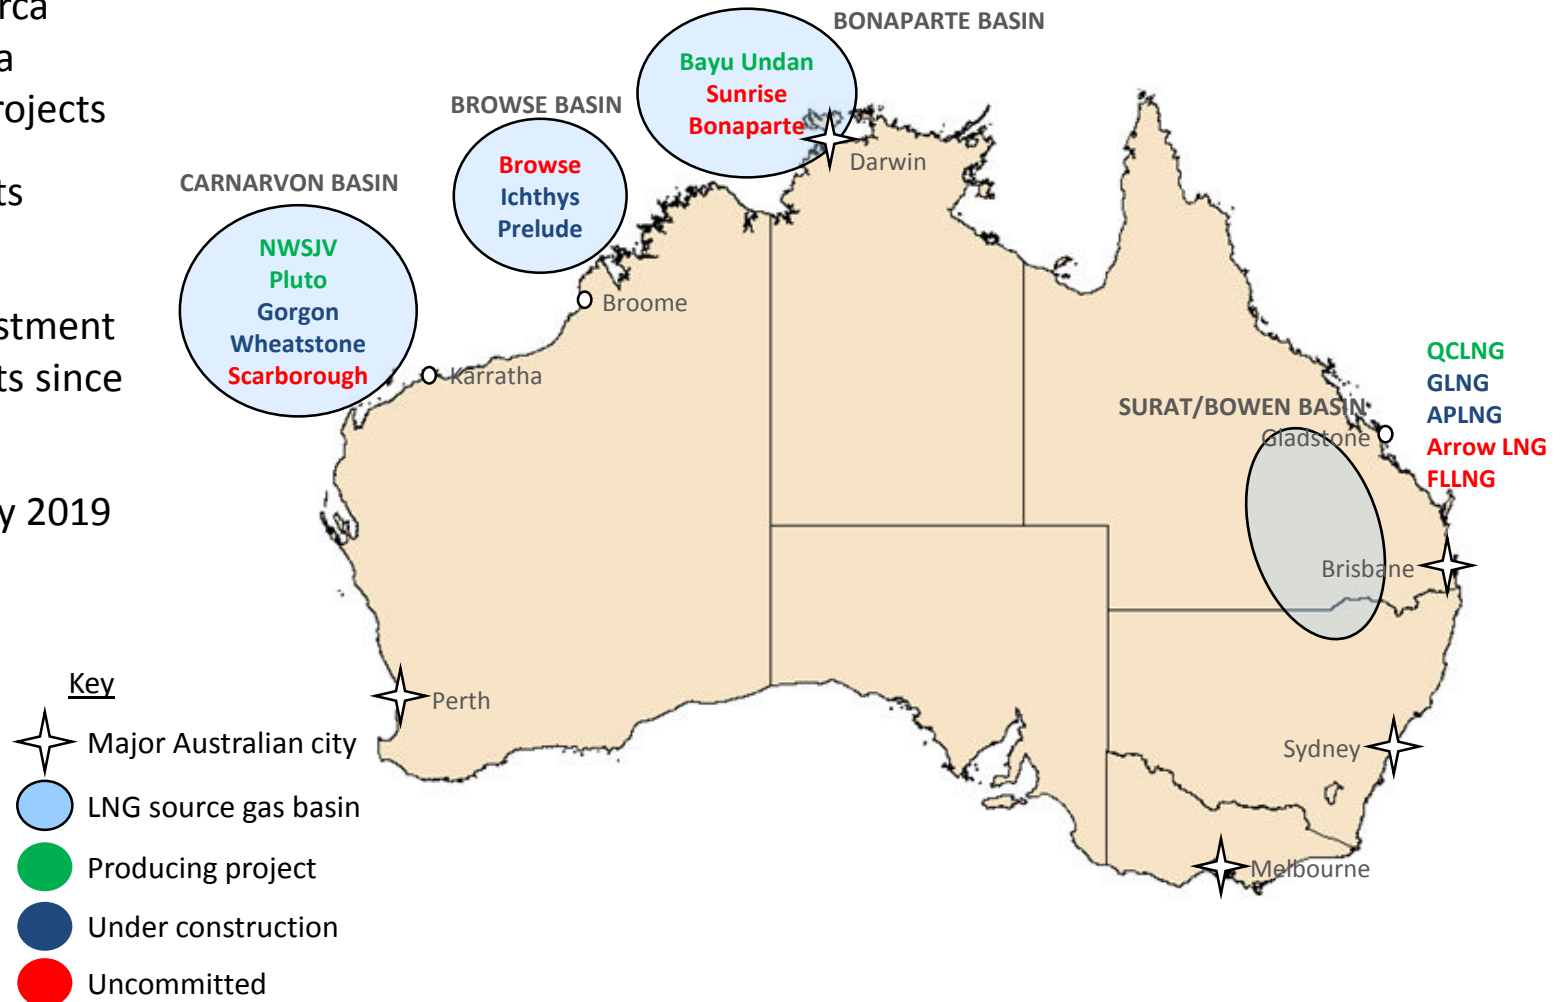 rca
a
rojects
ts
stment
ts since
y 2019
BONAPARTE BASIN
Bayu Undan
Sunrise
Bonaparte
Darwin
BROWSE BASIN
Browse
Ichthys
Prelude
Broome
CARNARVON BASIN
NWSJV
Pluto
Gorgon
Wheatstone
Scarborough
Karratha
QCLNG
GLNG
APLNG
Arrow LNG
FLLNG
SURAT/BOWEN BASIN
Gladstone
Brisbane
Perth
Sydney
Melbourne
Key
Major Australian city
LNG source gas basin
Producing project
Under construction
Uncommitted